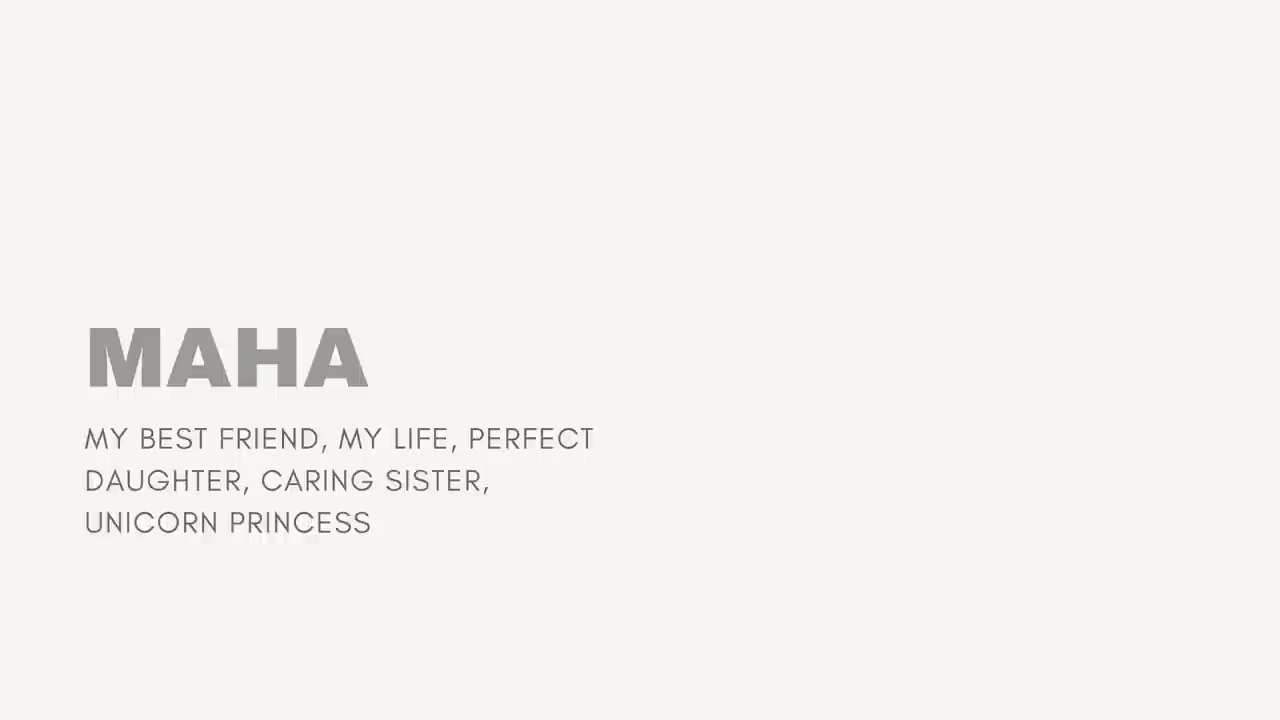 MAHA
MY BEST FRIEND, MY LIFE, PERFECT
DAUGHTER, CARING SISTER,
UNICORN PRINCESS